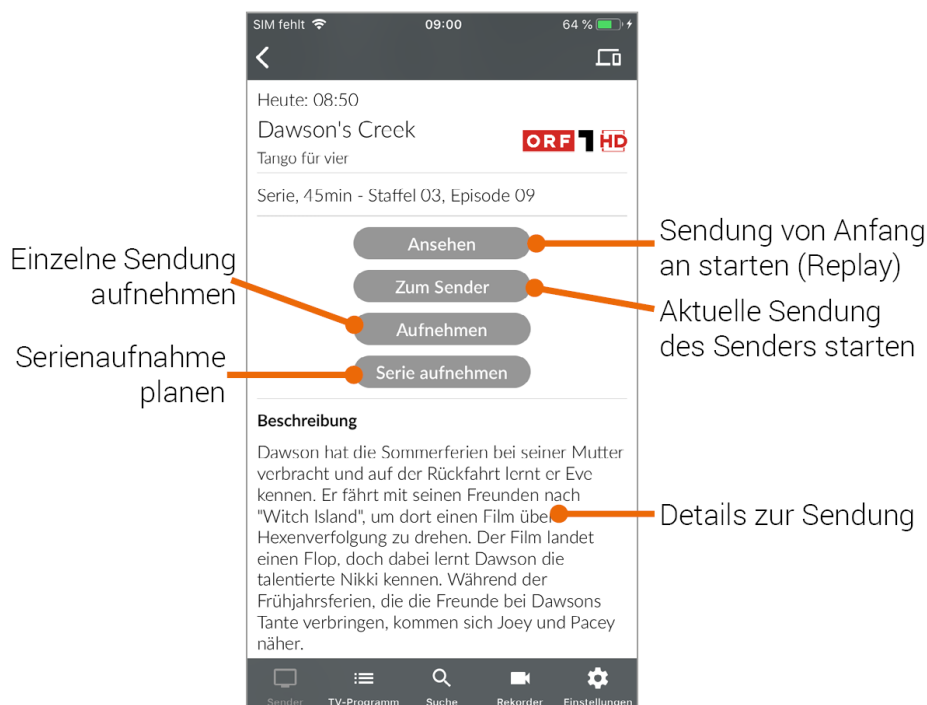 SIM fehlt 09:00 64 %
Heute: 08:50
Dawson's Creek
ORF 1 HD
Tango für vier
Serie, 45min - Staffel 03, Episode 09
Ansehen
Zum Sender
Aufnehmen
Serie aufnehmen
Einzelne Sendung
aufnehmen
Serienaufnahme
planen
Sendung von Anfang
an starten (Replay)
Aktuelle Sendung
des Senders starten
Beschreibung
Dawson hat die Sommerferien bei seiner Mutter
verbracht und auf der Rückfahrt lernt er Eve
kennen. Er fährt mit seinen Freunden nach
"Witch Island", um dort einen Film über
Hexenverfolgung zu drehen. Der Film landet
einen Flop, doch dabei lernt Dawson die
talentierte Nikki kennen. Während der
Frühjahrsferien, die die Freunde bei Dawsons
Tante verbringen, kommen sich Joey und Pacey
näher.
Details zur Sendung
Sender TV-Programm Suche Rekorder Einstellungen